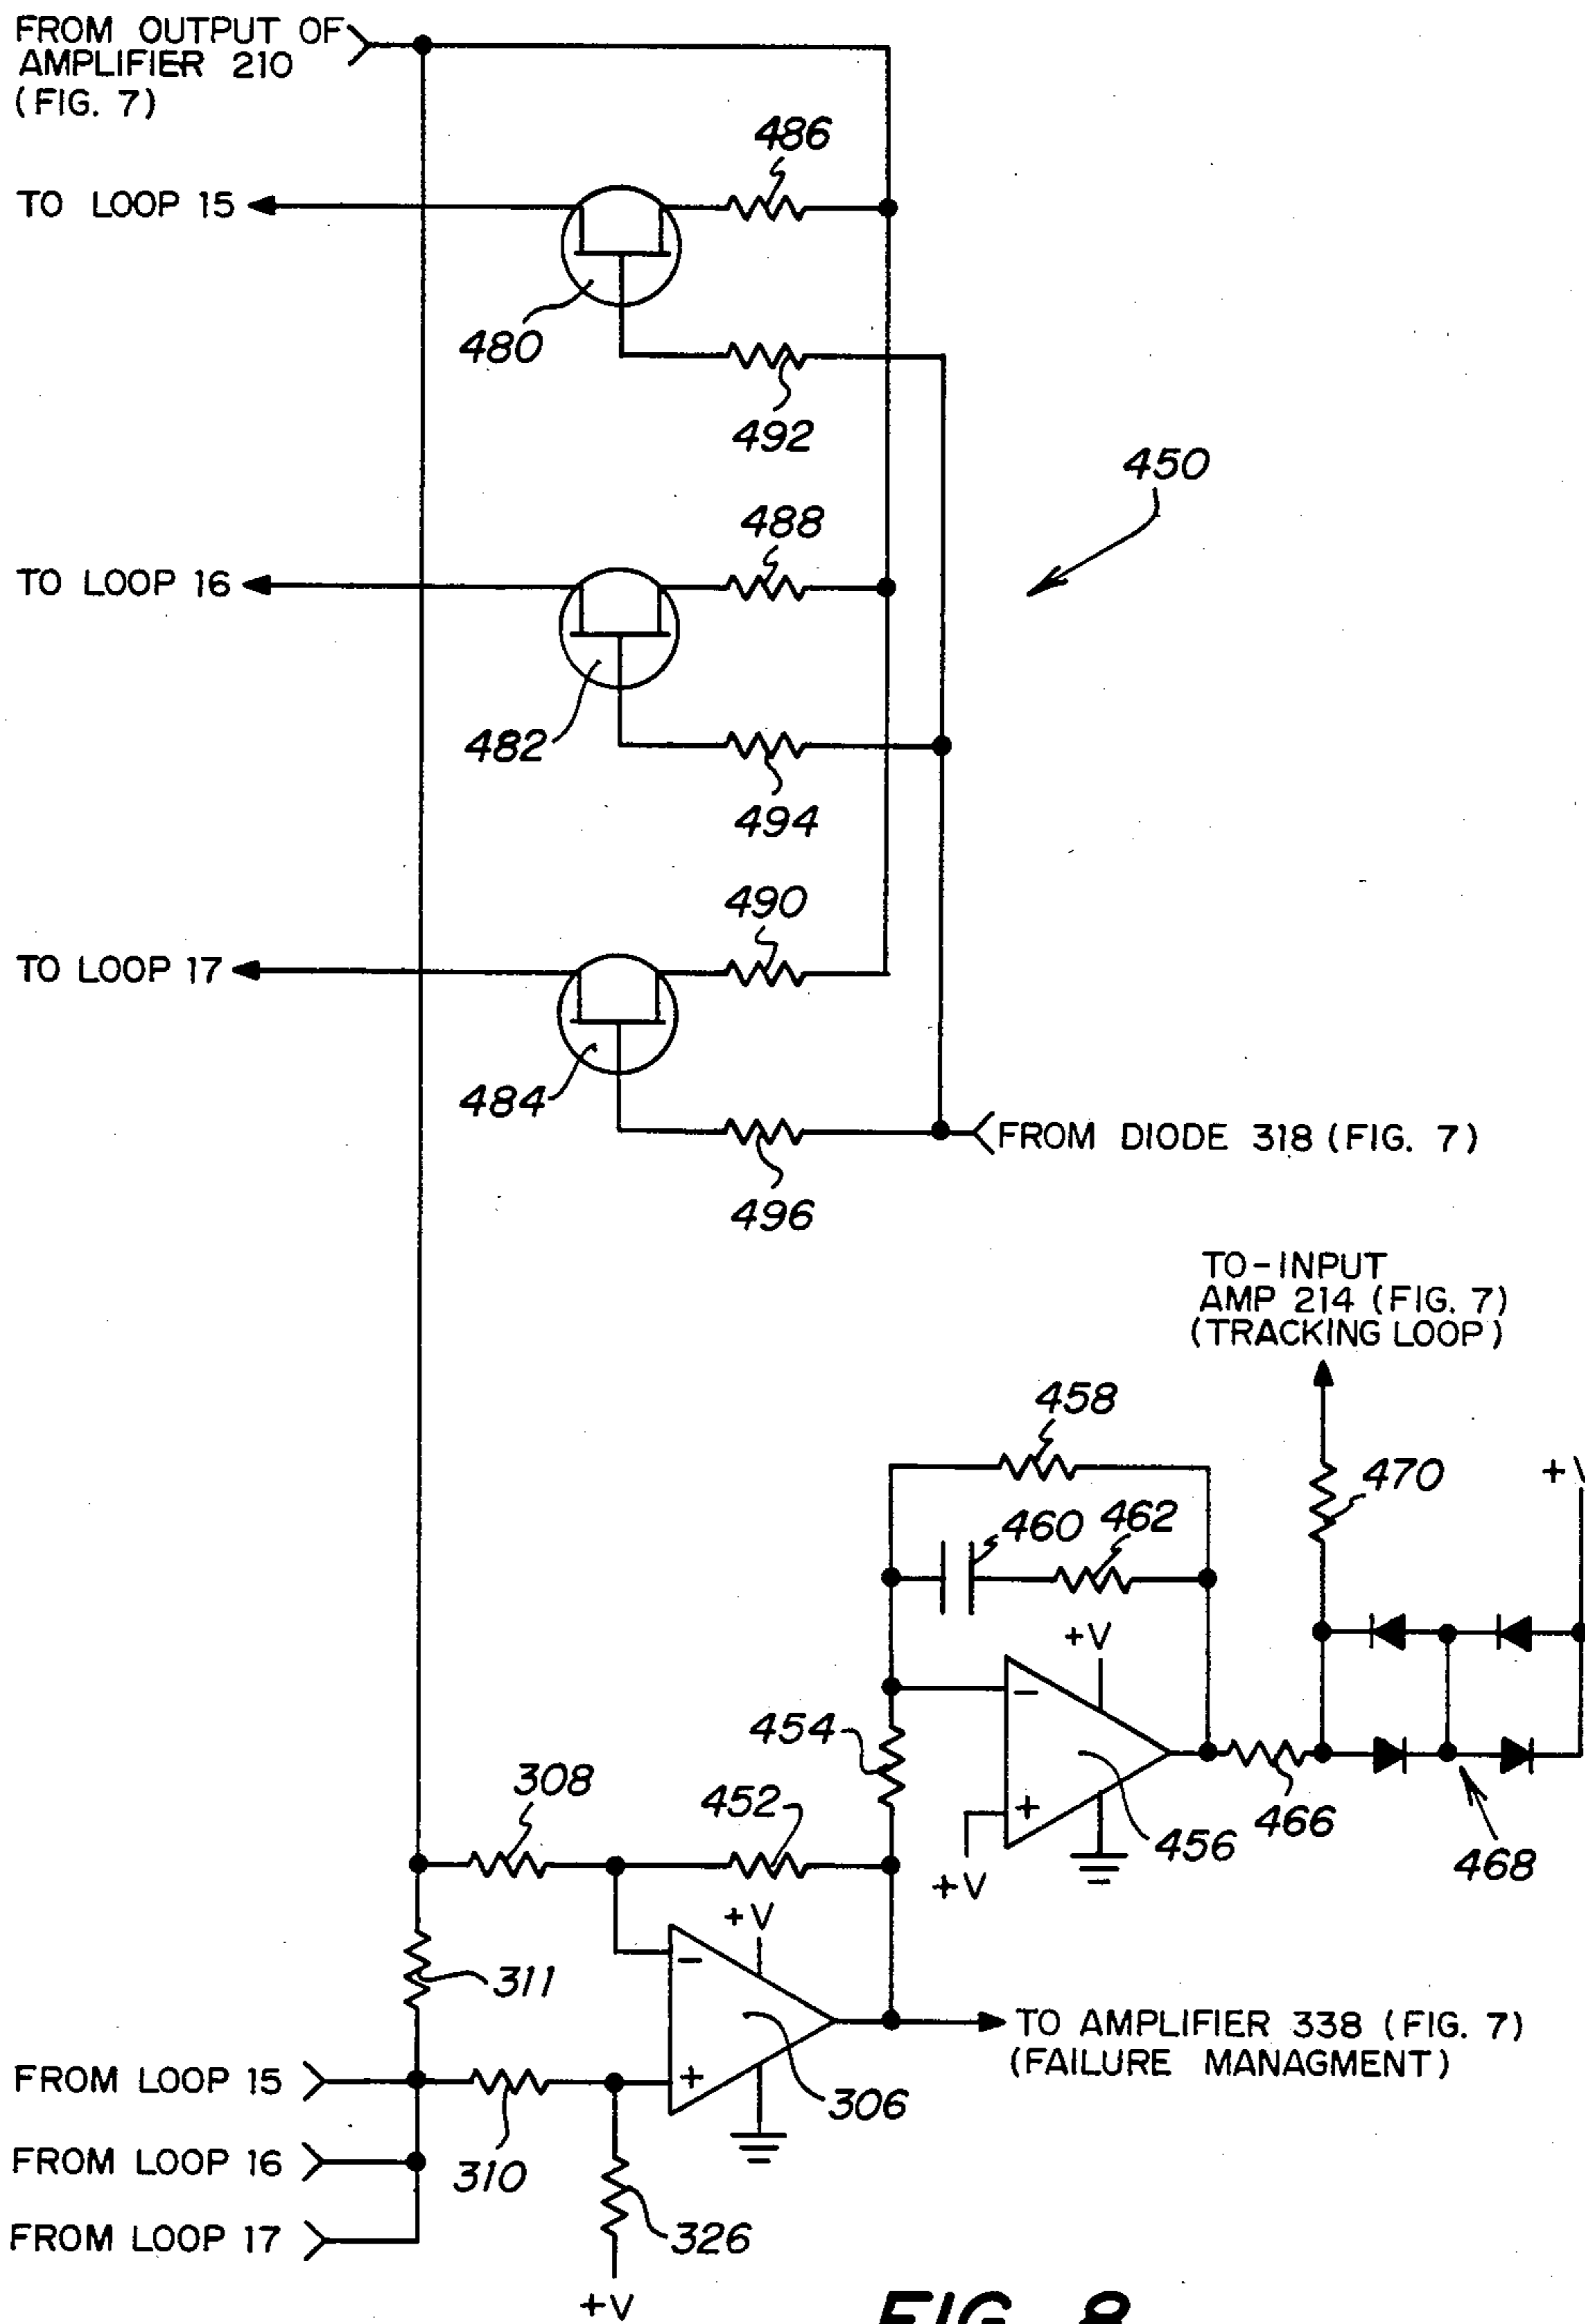 FROM OUTPUT OF
AMPLIFIER 210
(FIG. 7)
486
TO LOOP 15
480
492
450
488
TO LOOP 16
482
494
490
TO LOOP 17
484
FROM DIODE 318 (FIG. 7)
496
TO-INPUT
AMP 214 (FIG. 7)
(TRACKING LOOP)
458
470
+V
460
462
+V
454
−
308
452
+
456
466
468
+V
+V
−
311
TO AMPLIFIER 338 (FIG. 7)
(FAILURE MANAGMENT)
FROM LOOP 15
+
306
FROM LOOP 16
310
FROM LOOP 17
326
+V
FIG. 8